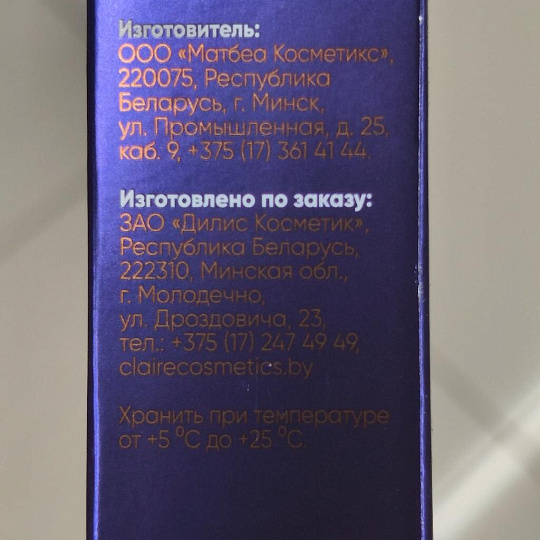 Изготовитель:
ООО «Матбеа Косметикс»,
220075, Республика
Беларусь, г. Минск,
ул. Промышленная, д. 25,
каб. 9, +375 (17) 361 41 44.
Изготовлено по заказу:
ЗАО «Дилис Косметик»,
Республика Беларусь,
222310, Минская обл.,
г. Молодечно,
ул. Дроздовича, 23,
тел.: +375 (17) 247 49 49,
clairecosmetics.by
Хранить при температуре
от +5 °С до +25 °С.